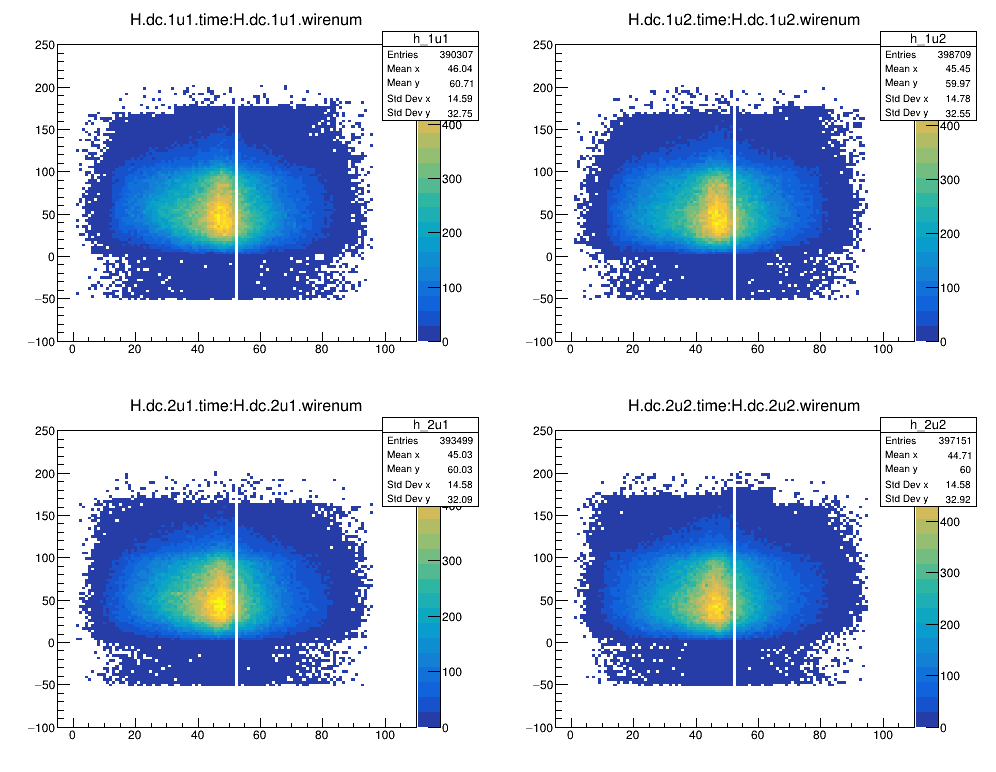 H.dc.1u1.time:H.dc.1u1.wirenum
h_1u1
Entries 390307
Mean x 46.04
Mean y 60.71
Std Dev x 14.59
Std Dev y 32.75
250
200
150
100
50
0
−50
−100
0 20 40 60 80 100
400
300
200
100
0
H.dc.1u2.time:H.dc.1u2.wirenum
h_1u2
Entries 398709
Mean x 45.45
Mean y 59.97
Std Dev x 14.78
Std Dev y 32.55
250
200
150
100
50
0
−50
−100
0 20 40 60 80 100
400
300
200
100
0
H.dc.2u1.time:H.dc.2u1.wirenum
h_2u1
Entries 393499
Mean x 45.03
Mean y 60.03
Std Dev x 14.58
Std Dev y 32.09
250
200
150
100
50
0
−50
−100
0 20 40 60 80 100
400
300
200
100
0
H.dc.2u2.time:H.dc.2u2.wirenum
h_2u2
Entries 397151
Mean x 44.71
Mean y 60
Std Dev x 14.58
Std Dev y 32.92
250
200
150
100
50
0
−50
−100
0 20 40 60 80 100
400
300
200
100
0